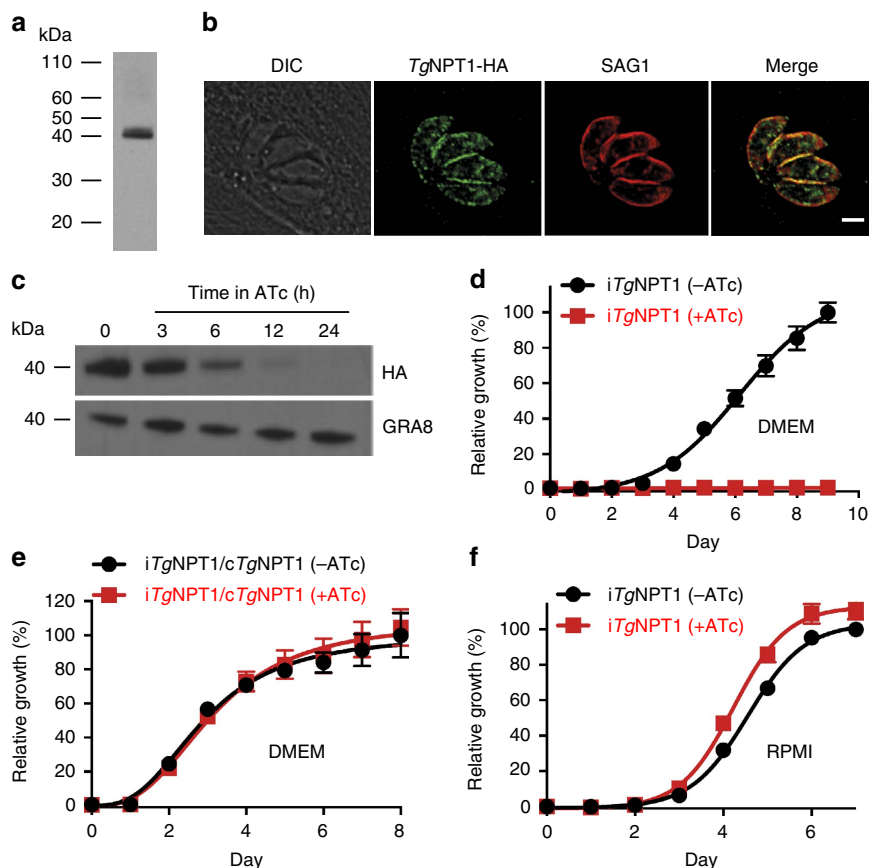 a
kDa
110
60
50
40
30
20
b
DIC
TgNPT1-HA
SAG1
Merge
c
Time in ATc (h)
kDa
0 3 6 12 24
40
HA
40
GRA8
d
iTgNPT1 (–ATc)
iTgNPT1 (+ATc)
Relative growth (%)
100
80
60
40
20
0
DMEM
0 2 4 6 8 10
Day
e
iTgNPT1/cTgNPT1 (–ATc)
iTgNPT1/cTgNPT1 (+ATc)
Relative growth (%)
120
100
80
60
40
20
0
DMEM
0 2 4 6 8
Day
f
iTgNPT1 (–ATc)
iTgNPT1 (+ATc)
Relative growth (%)
100
80
60
40
20
0
RPMI
0 2 4 6
Day